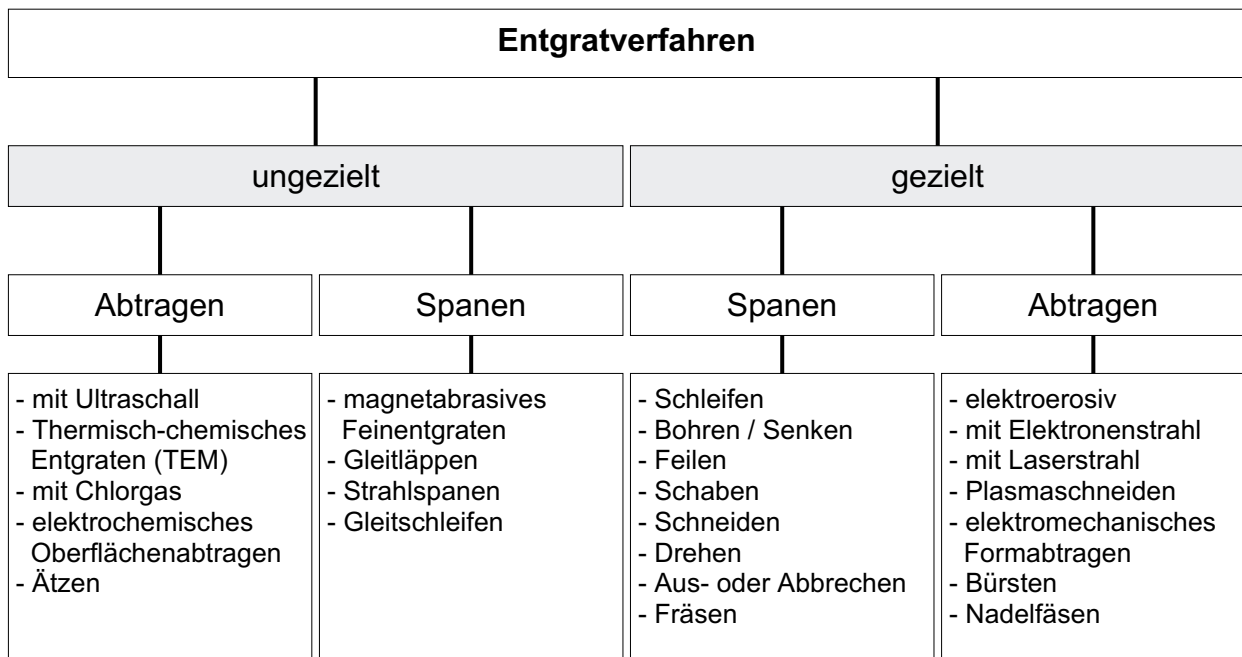 Entgratverfahren
ungezielt
gezielt
Abtragen
Spanen
Spanen
Abtragen
- mit Ultraschall
- Thermisch-chemisches
Entgraten (TEM)
- mit Chlorgas
- elektrochemisches
Oberflächenabtragen
- Ätzen
- magnetabrasives
Feinentgraten
- Gleitläppen
- Strahlspanen
- Gleitschleifen
- Schleifen
- Bohren / Senken
- Feilen
- Schaben
- Schneiden
- Drehen
- Aus- oder Abbrechen
- Fräsen
- elektroerosiv
- mit Elektronenstrahl
- mit Laserstrahl
- Plasmaschneiden
- elektromechanisches
Formabtragen
- Bürsten
- Nadelfäsen